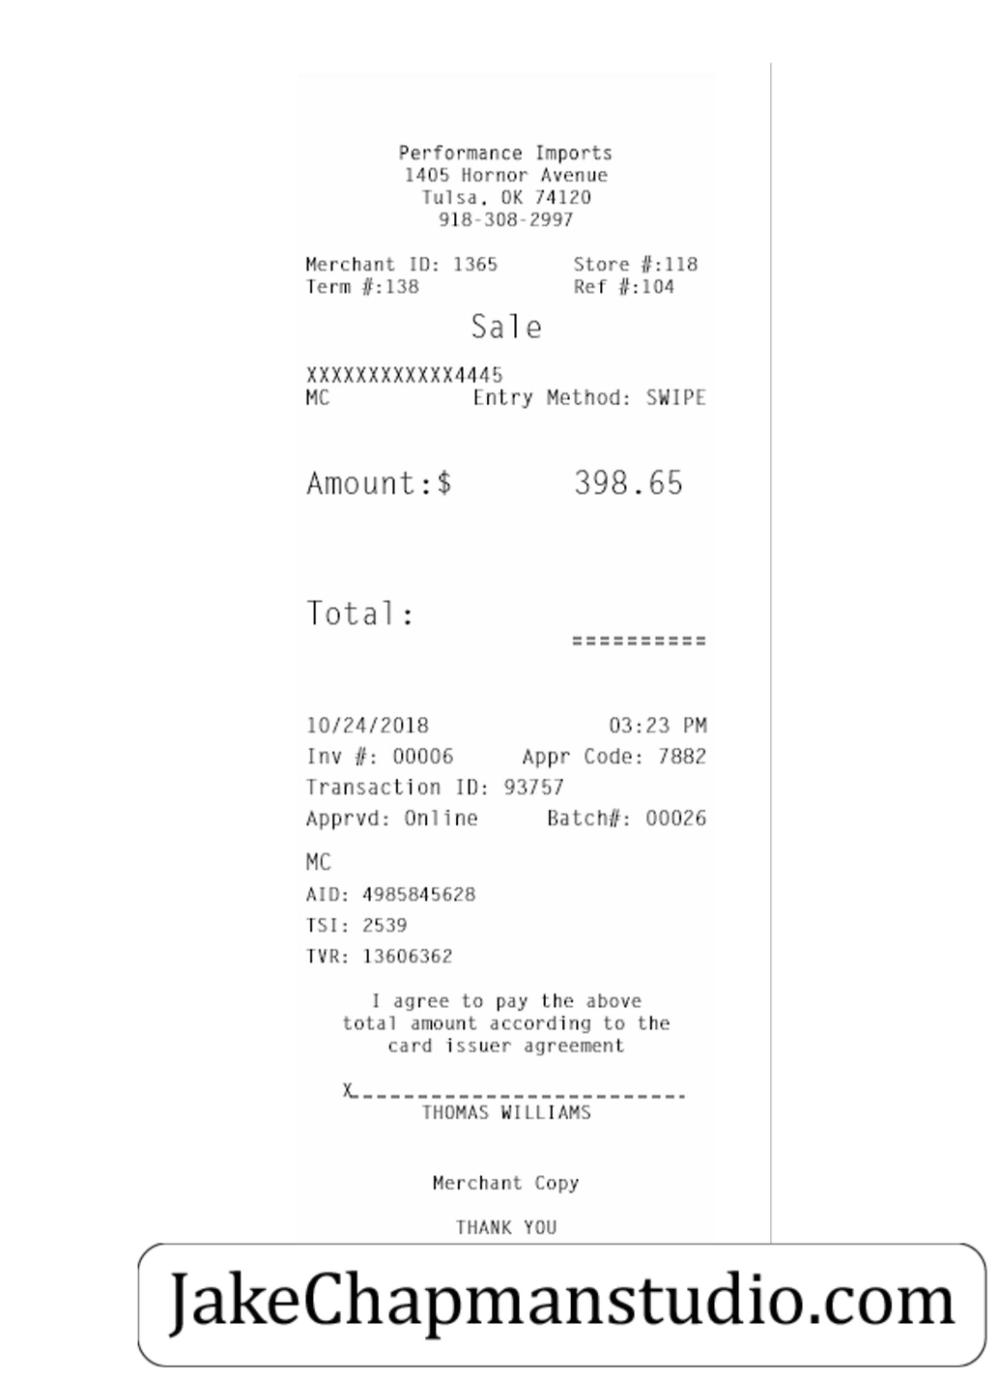 Performance Imports
1405 Hornor Avenue
Tulsa, OK 74120
918-308-2997
Merchant ID: 1365 Store #:118
Term #:138 Ref #:104
Sale
XXXXXXXXXXXX4445
MC Entry Method: SWIPE
Amount:$ 398.65
Total:
==========
10/24/2018 03:23 PM
Inv #: 00006 Appr Code: 7882
Transaction ID: 93757
Apprvd: Online Batch#: 00026
MC
AID: 4985845628
TSI: 2539
TVR: 13606362
I agree to pay the above
total amount according to the
card issuer agreement
X_________________________
THOMAS WILLIAMS
Merchant Copy
THANK YOU
JakeChapmanstudio.com